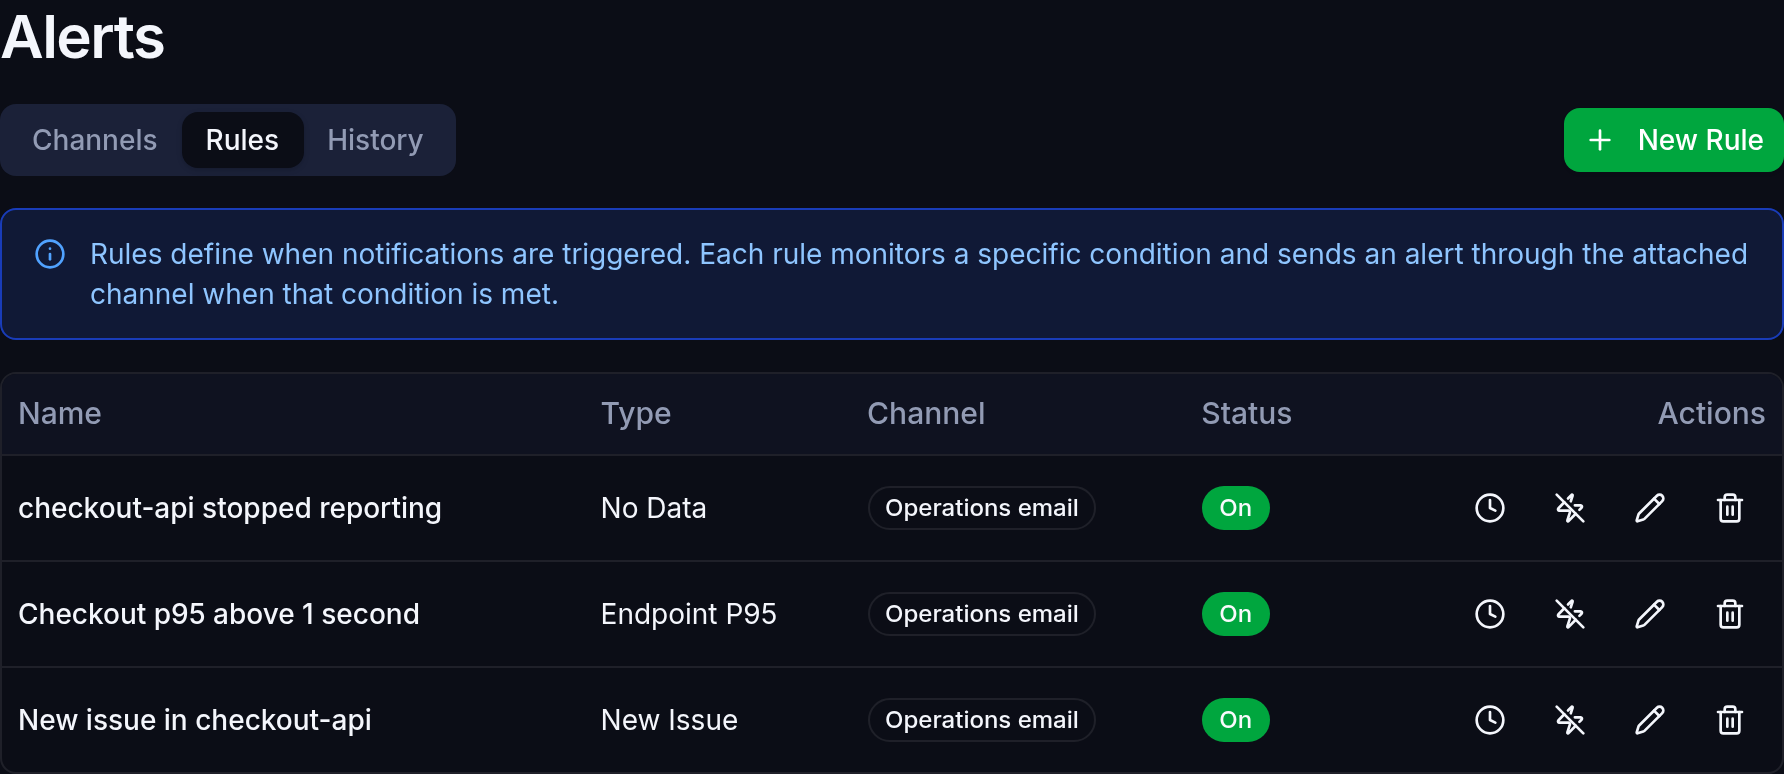 Alerts
Channels Rules History
New Rule
Rules define when notifications are triggered. Each rule monitors a specific condition and sends an alert through the attached
channel when that condition is met.
Name Type Channel Status Actions
checkout-api stopped reporting No Data Operations email On
Checkout p95 above 1 second Endpoint P95 Operations email On
New issue in checkout-api New Issue Operations email On